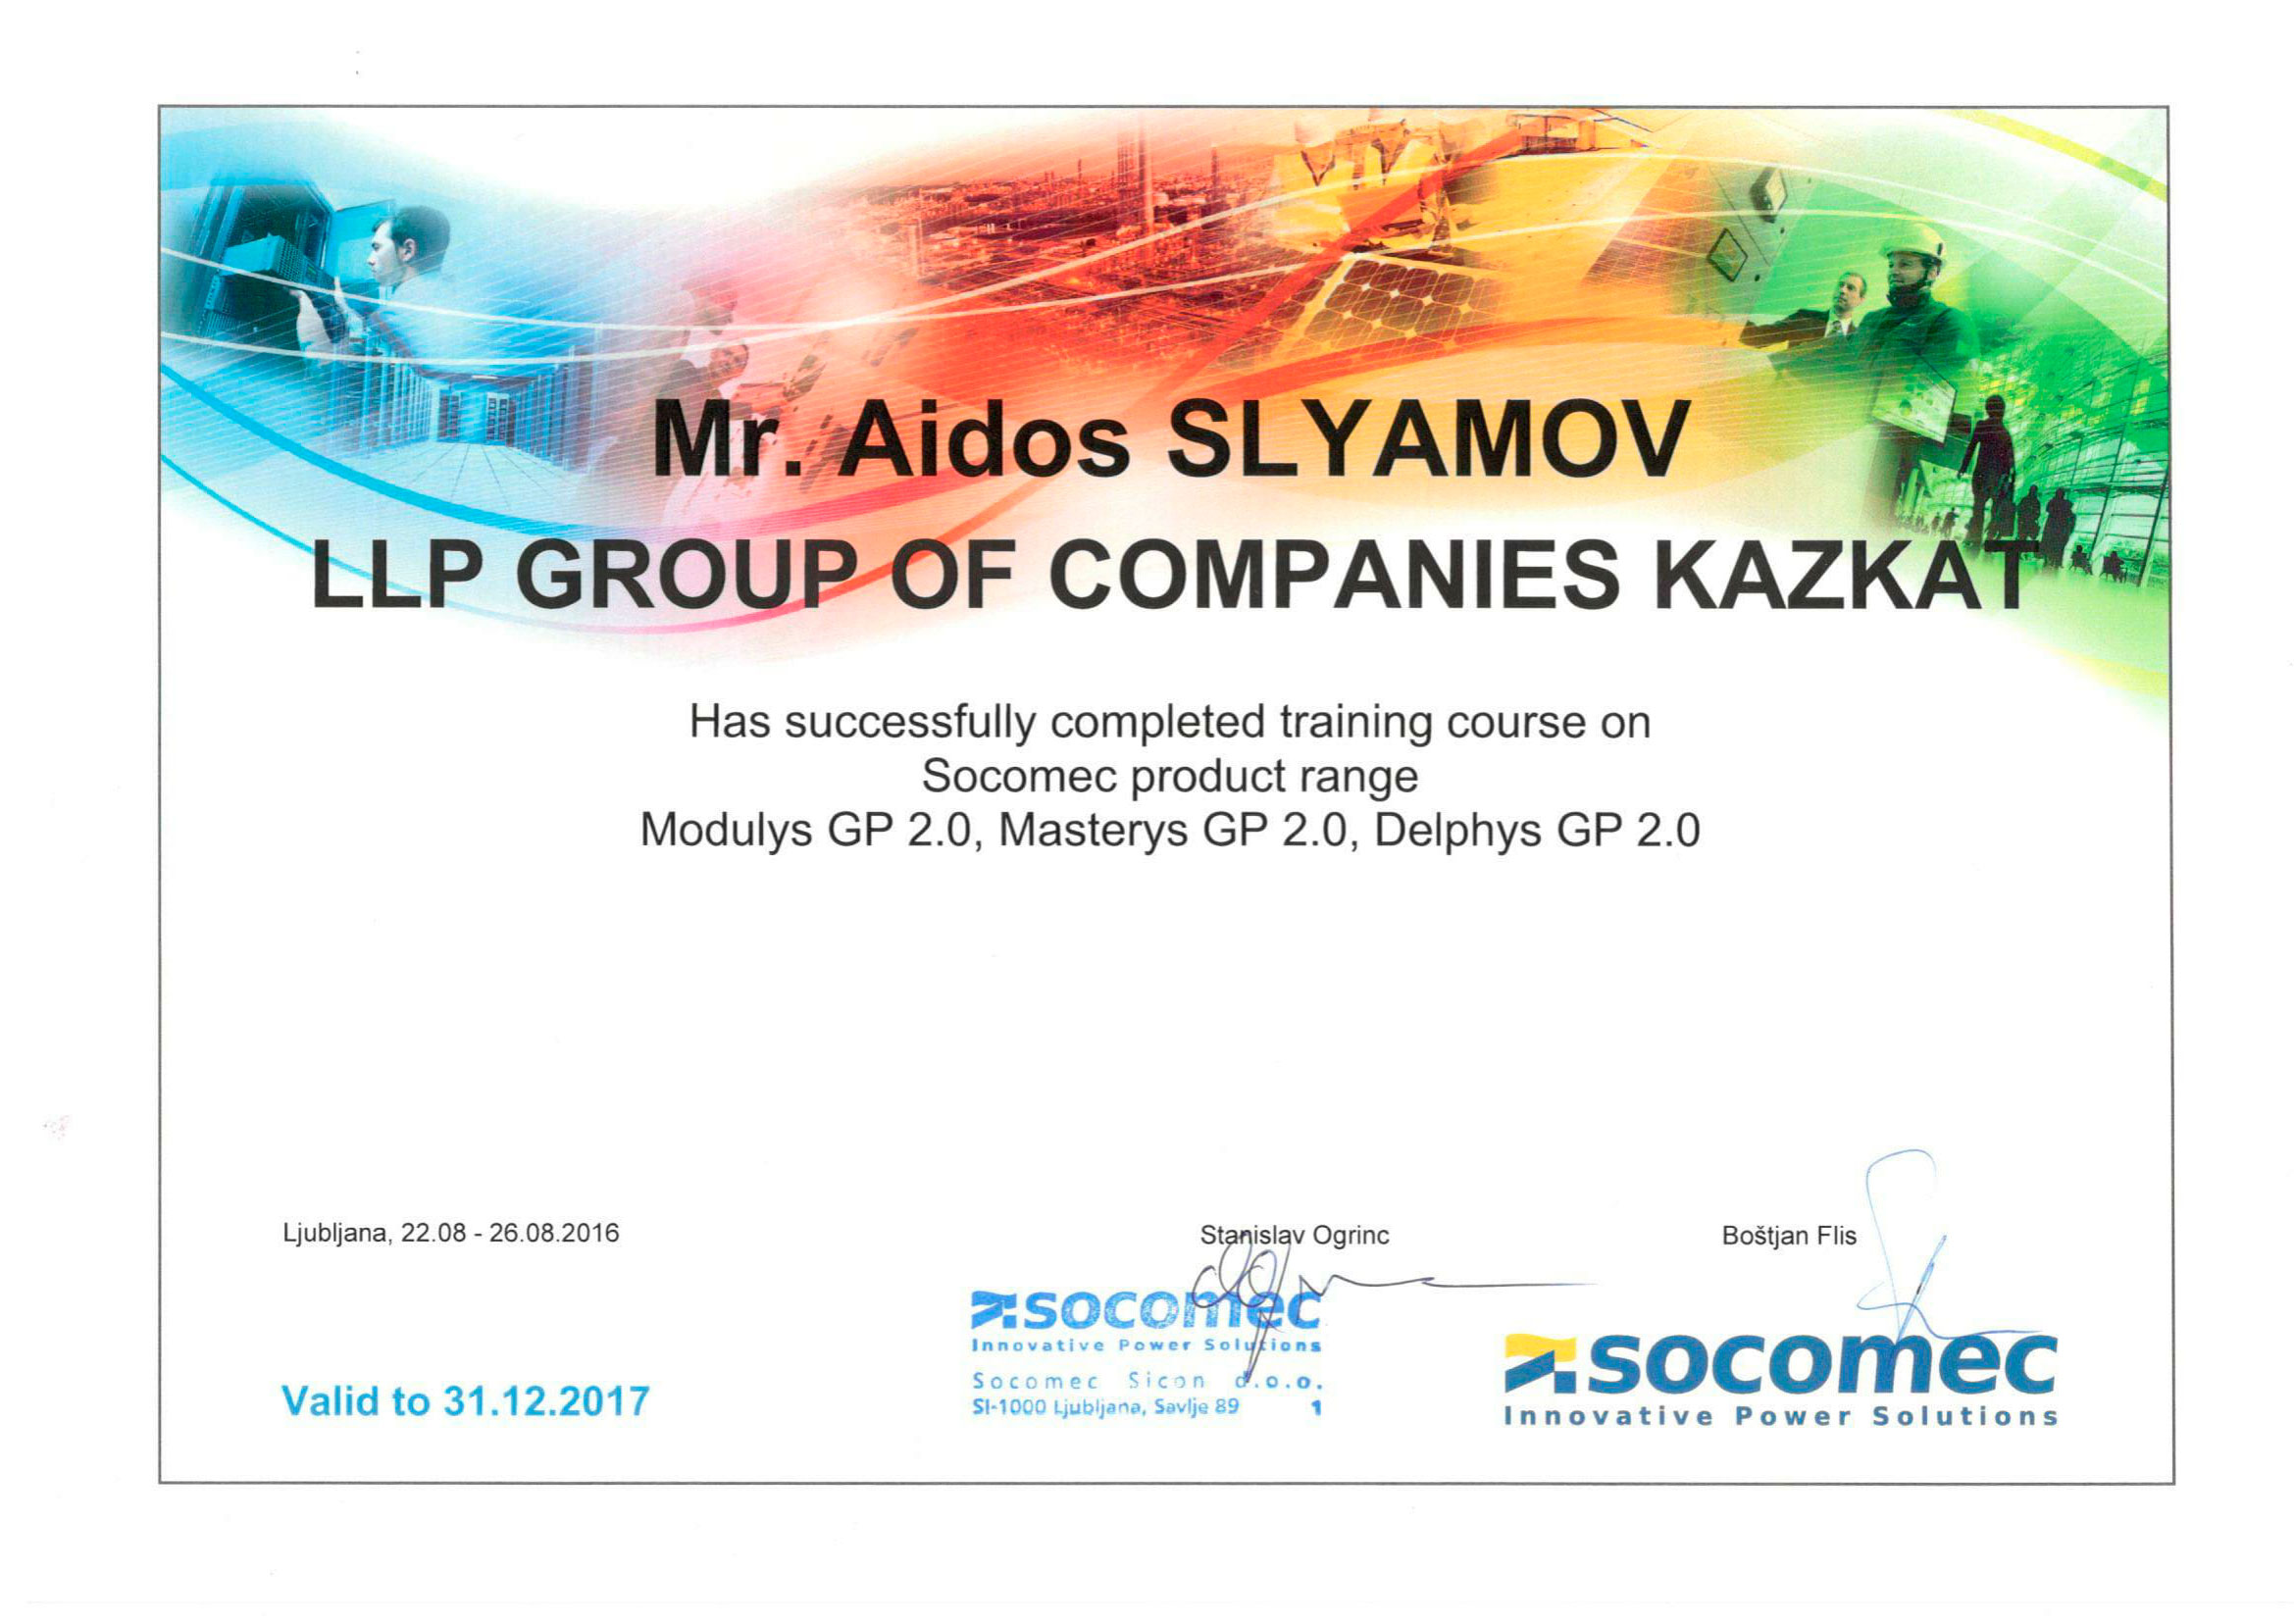 Mr. Aidos SLYAMOV
LLP GROUP OF COMPANIES KAZKAT
Has successfully completed training course on
Socomec product range
Modulys GP 2.0, Masterys GP 2.0, Delphys GP 2.0
Ljubljana, 22.08 - 26.08.2016
Stanislav Ogrinc
Boštjan Flis
socomec
Innovative Power Solutions
Socomec Sicon d.o.o.
SI-1000 Ljubljana, Savlje 89 1
Valid to 31.12.2017
socomec
Innovative Power Solutions